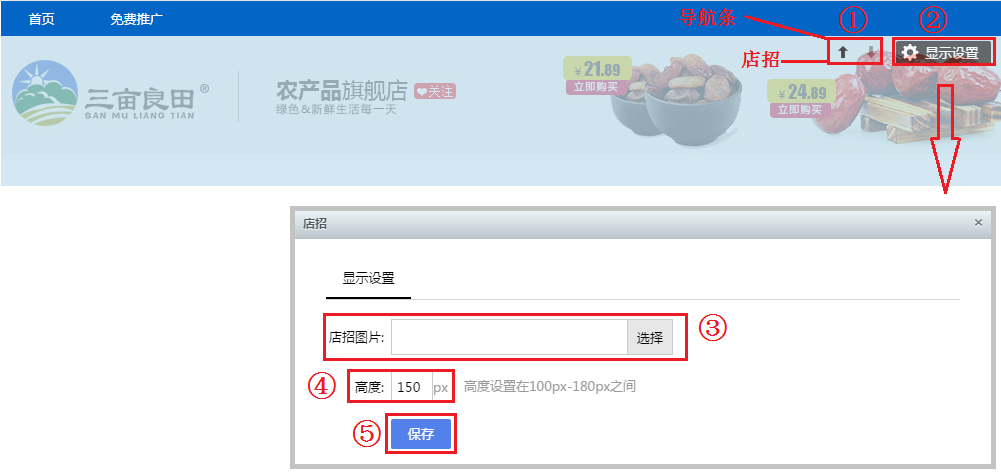 首页 免费推广 导航条 ① ②
店招 显示设置
三亩良田®
SAN MU LIANG TIAN
农产品旗舰店 ❤关注
绿色&新鲜生活每一天
¥21.89
立即购买
¥24.89
立即购买
店招 ×
显示设置
店招图片: 选择 ③
④ 高度: 150 px 高度设置在100px-180px之间
⑤ 保存